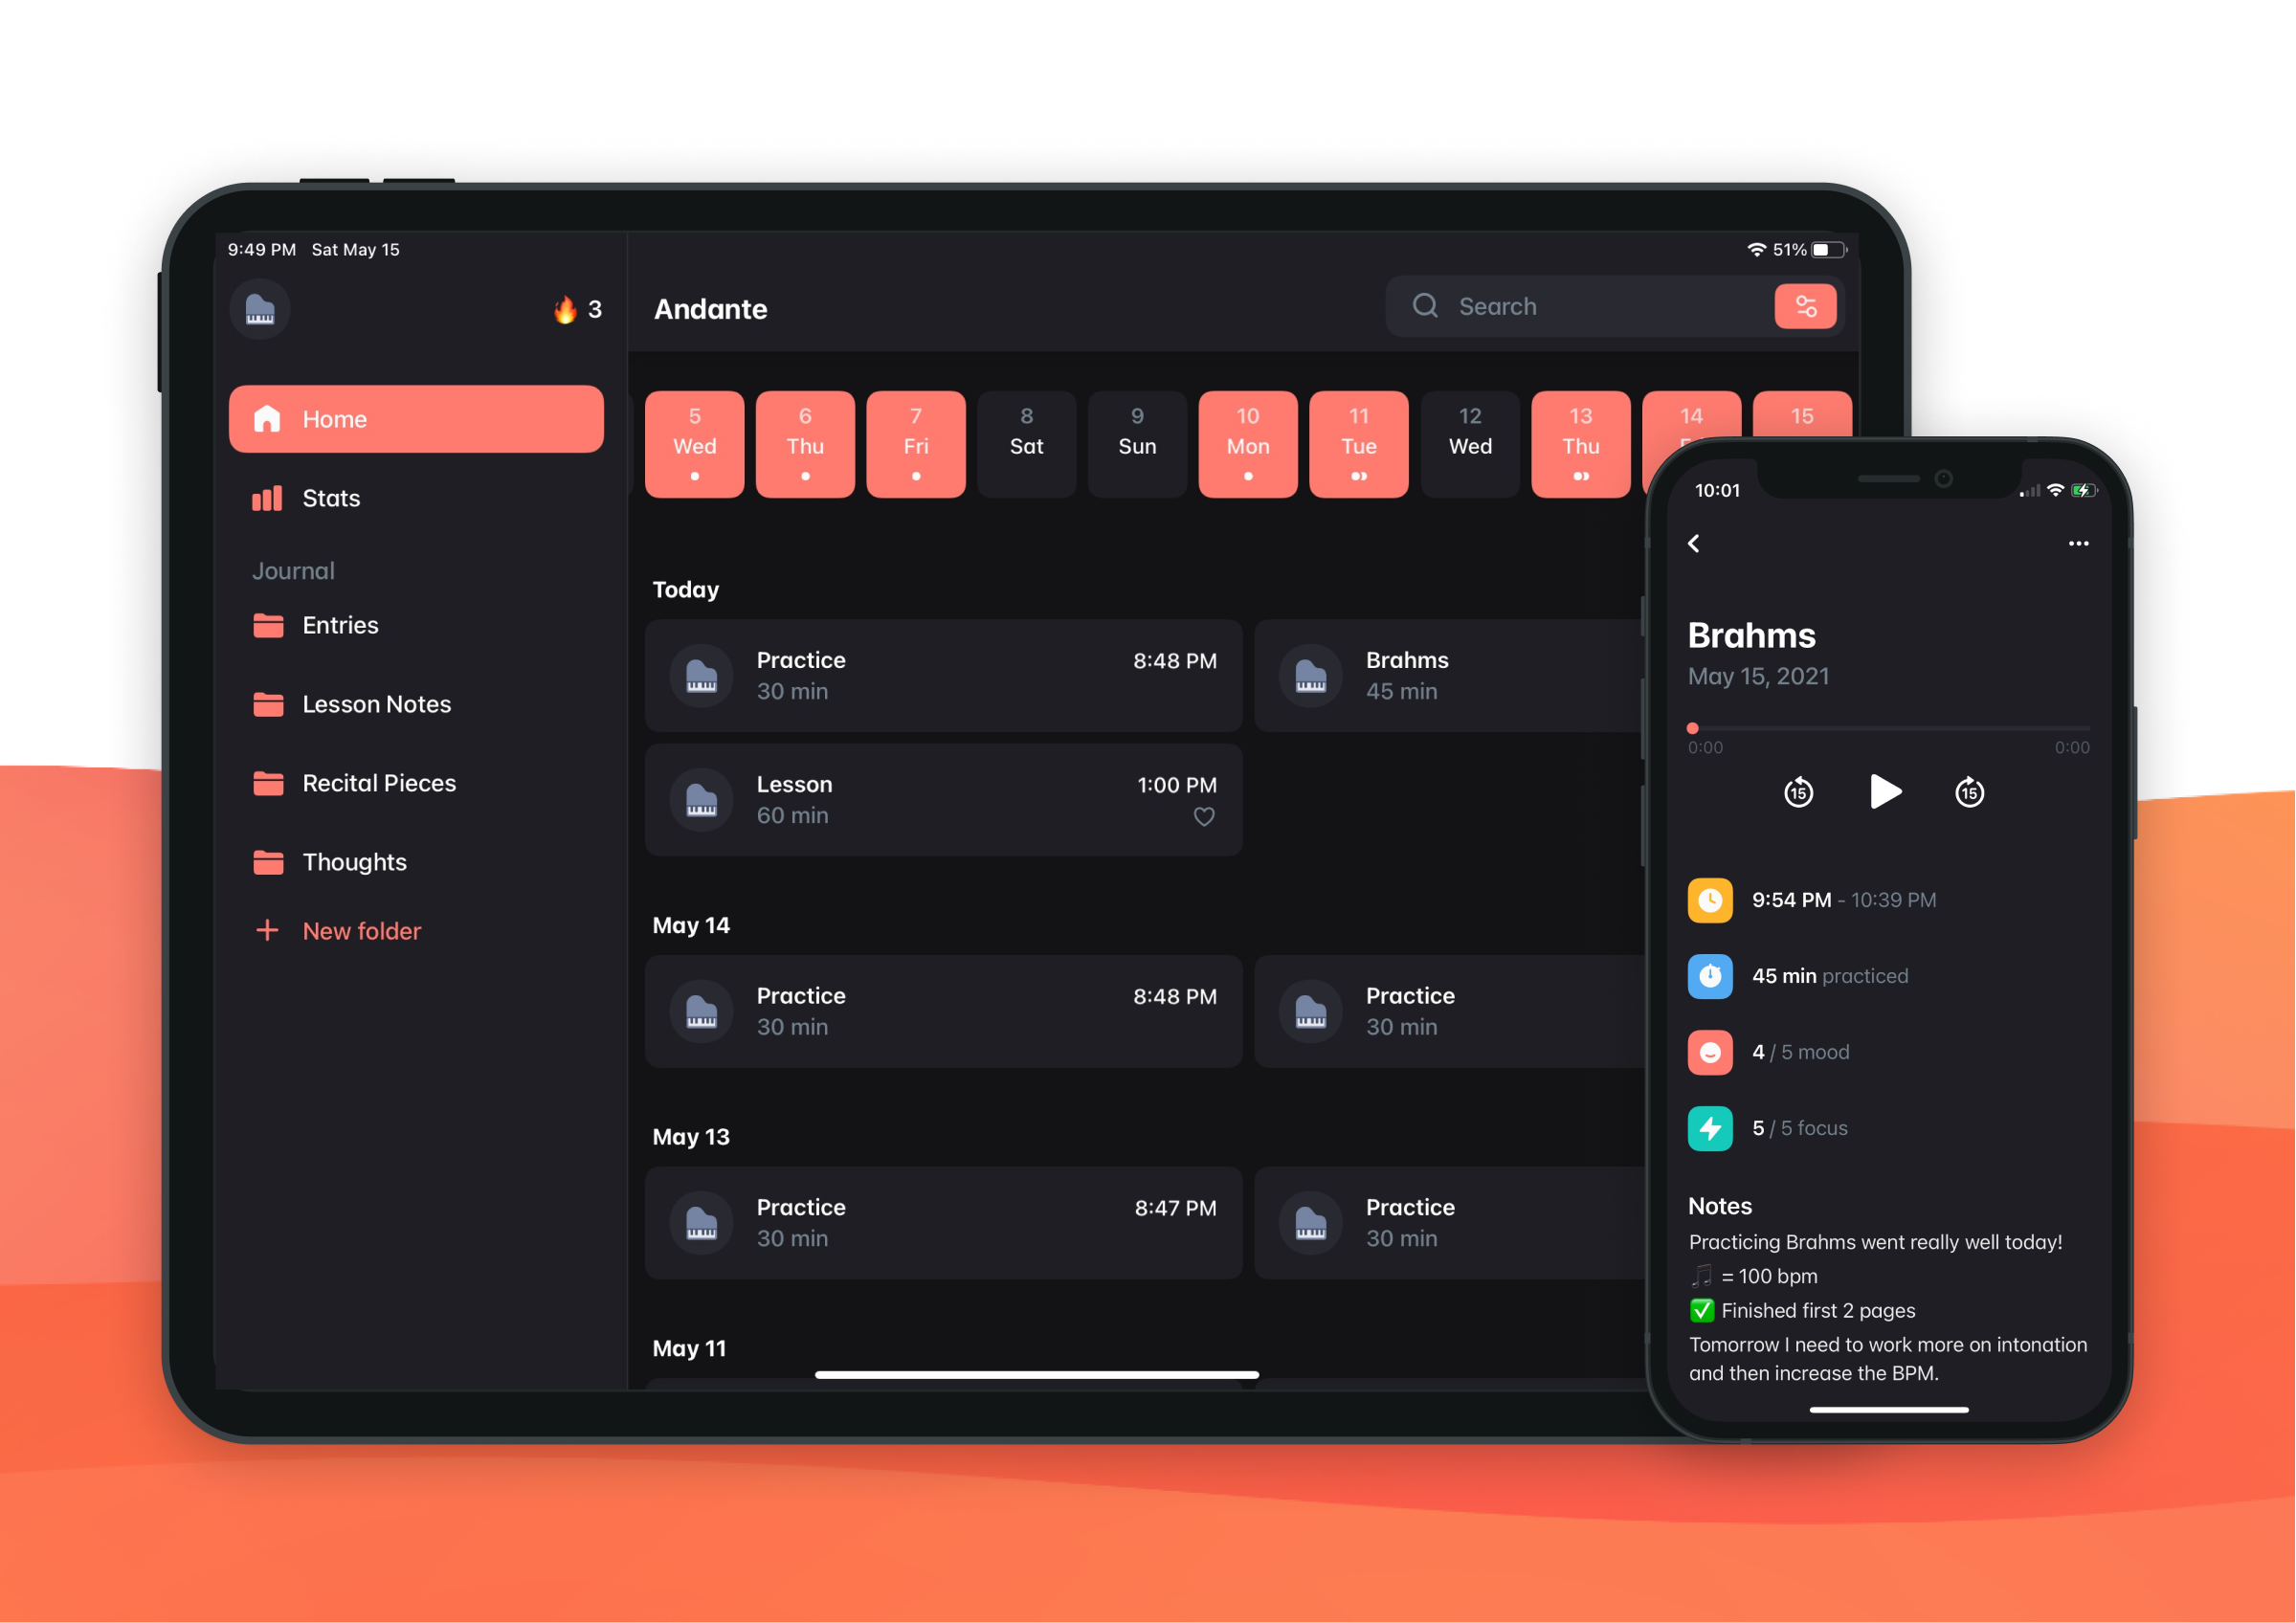 9:49 PM Sat May 15
51%
3
Home
Stats
Journal
Entries
Lesson Notes
Recital Pieces
Thoughts
New folder
Andante
Search
5 6 7 8 9 10 11 12 13 14 15
Wed Thu Fri Sat Sun Mon Tue Wed Thu
Today
Practice 8:48 PM
30 min
Brahms
45 min
Lesson 1:00 PM
60 min
May 14
Practice 8:48 PM
30 min
Practice
30 min
May 13
Practice 8:47 PM
30 min
Practice
30 min
May 11
10:01
Brahms
May 15, 2021
0:00 0:00
15 15
9:54 PM - 10:39 PM
45 min practiced
4 / 5 mood
5 / 5 focus
Notes
Practicing Brahms went really well today!
🎵 = 100 bpm
✅ Finished first 2 pages
Tomorrow I need to work more on intonation
and then increase the BPM.